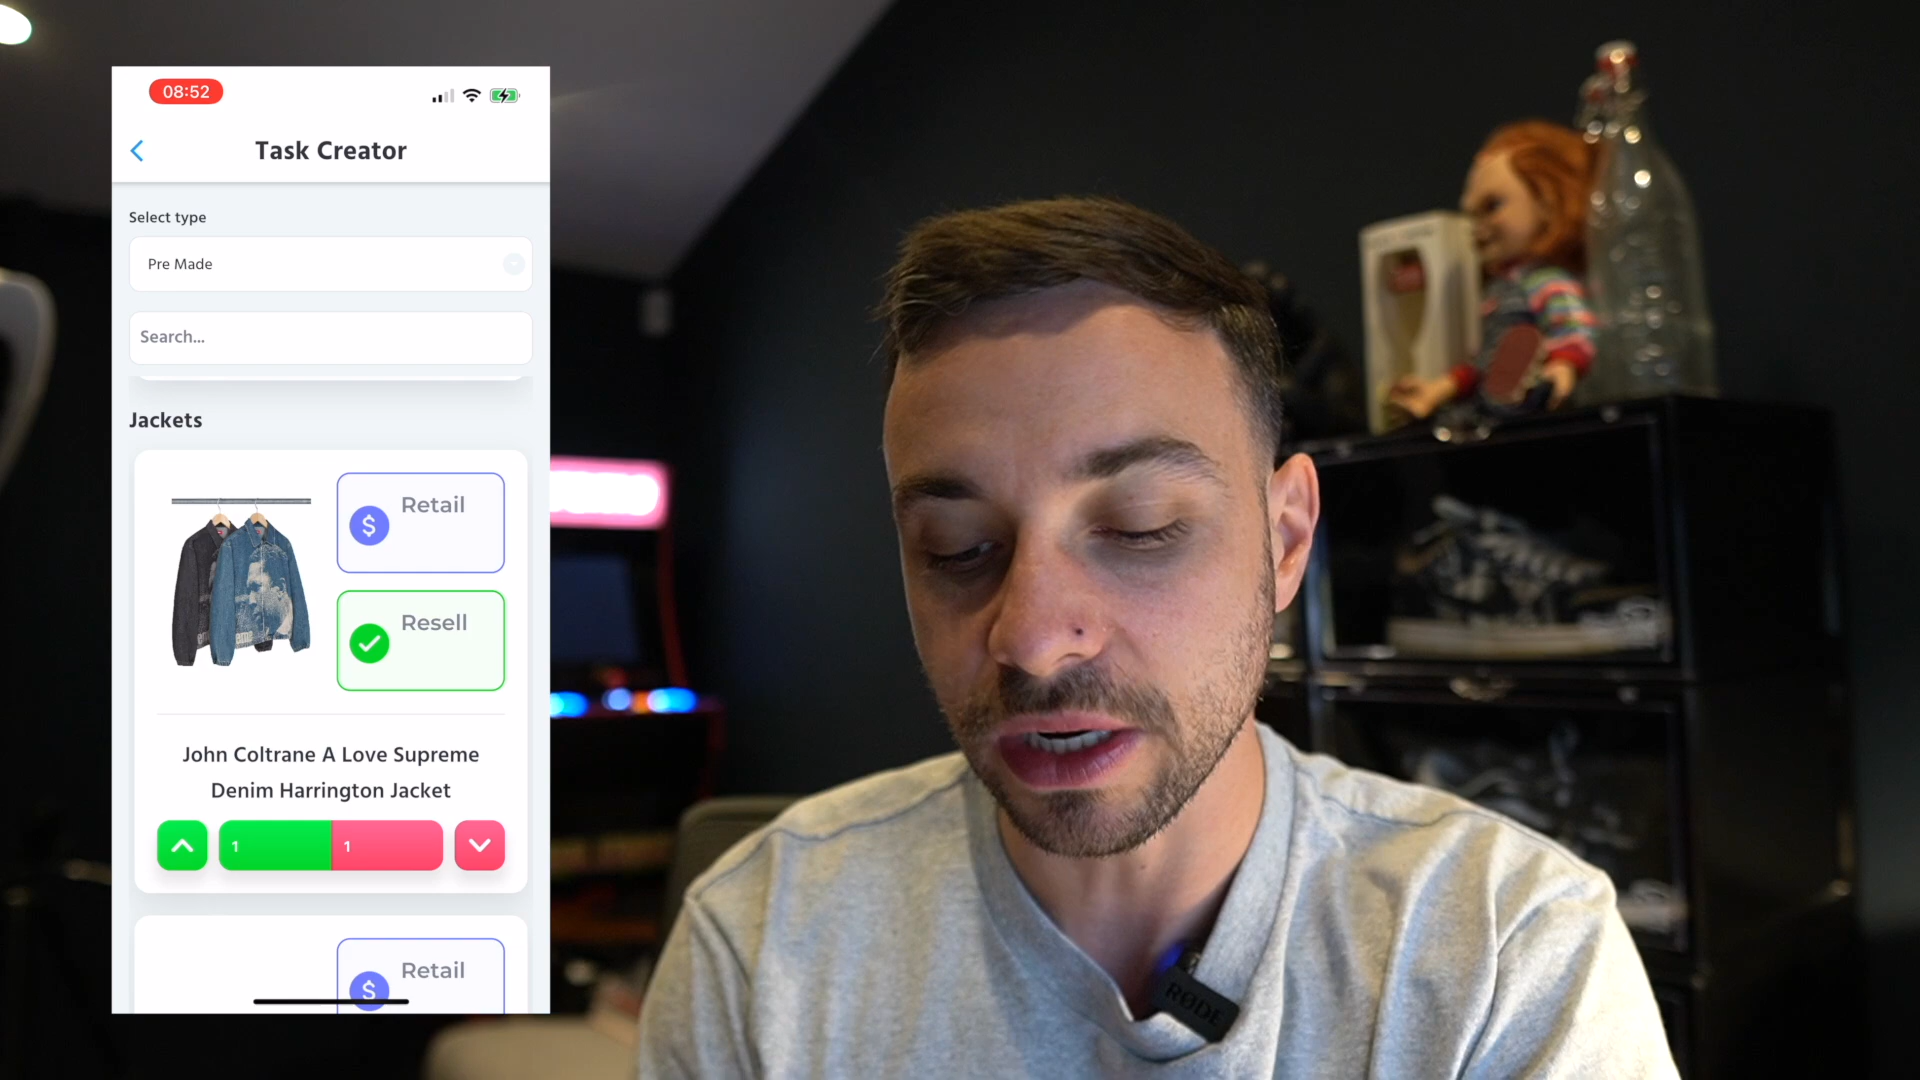 08:52
Task Creator
Select type
Pre Made
Search...
Jackets
Retail
$
Resell
John Coltrane A Love Supreme
Denim Harrington Jacket
1 1
Retail
$
RØDE